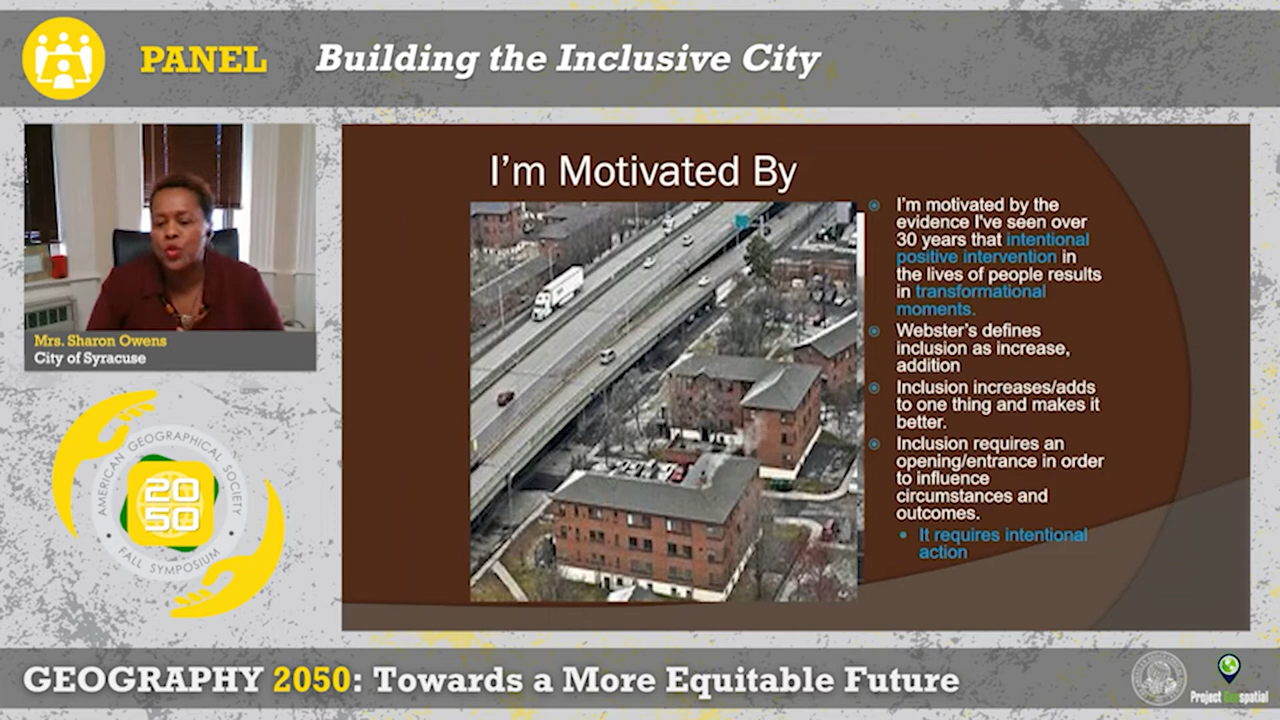 PANEL
Building the Inclusive City
Mrs. Sharon Owens
City of Syracuse
AMERICAN GEOGRAPHICAL SOCIETY
20
50
• FALL SYMPOSIUM •
I'm Motivated By
I'm motivated by the
evidence I've seen over
30 years that intentional
positive intervention in
the lives of people results
in transformational
moments.
Webster's defines
inclusion as increase,
addition
Inclusion increases/adds
to one thing and makes it
better.
Inclusion requires an
opening/entrance in order
to influence
circumstances and
outcomes.
• It requires intentional
action
GEOGRAPHY 2050: Towards a More Equitable Future
Project Geospatial